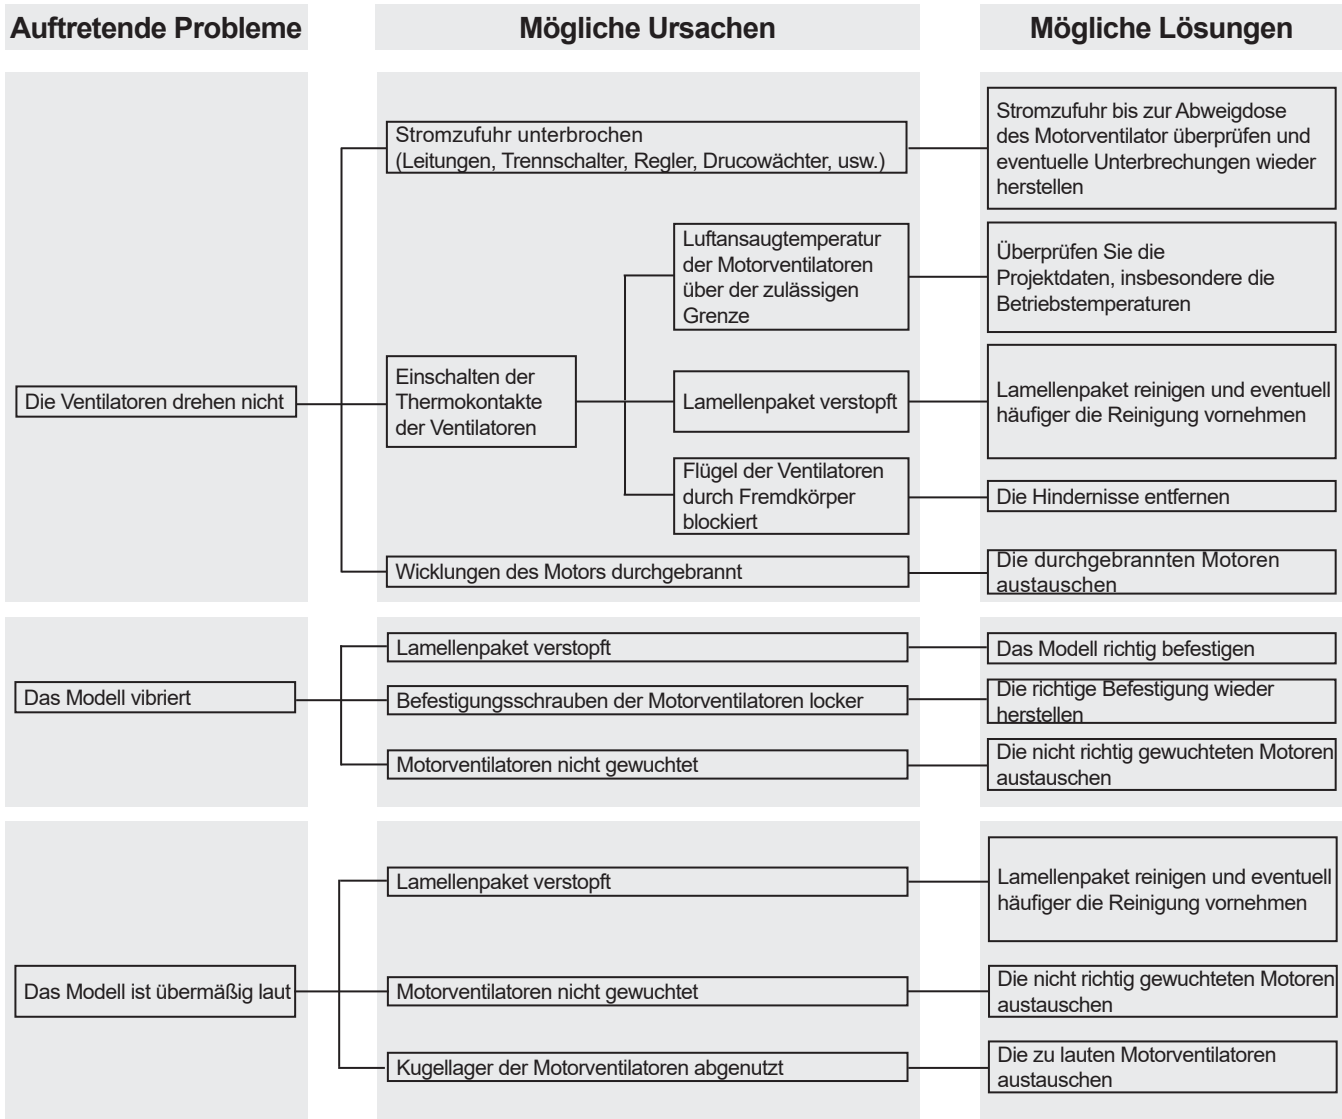 Auftretende Probleme
Mögliche Ursachen
Mögliche Lösungen
Die Ventilatoren drehen nicht
Stromzufuhr unterbrochen
(Leitungen, Trennschalter, Regler, Drucowächter, usw.)
Stromzufuhr bis zur Abweigdose
des Motorventilator überprüfen und
eventuelle Unterbrechungen wieder
herstellen
Einschalten der
Thermokontakte
der Ventilatoren
Luftansaugtemperatur
der Motorventilatoren
über der zulässigen
Grenze
Überprüfen Sie die
Projektdaten, insbesondere die
Betriebstemperaturen
Lamellenpaket verstopft
Lamellenpaket reinigen und eventuell
häufiger die Reinigung vornehmen
Flügel der Ventilatoren
durch Fremdkörper
blockiert
Die Hindernisse entfernen
Wicklungen des Motors durchgebrannt
Die durchgebrannten Motoren
austauschen
Das Modell vibriert
Lamellenpaket verstopft
Das Modell richtig befestigen
Befestigungsschrauben der Motorventilatoren locker
Die richtige Befestigung wieder
herstellen
Motorventilatoren nicht gewuchtet
Die nicht richtig gewuchteten Motoren
austauschen
Das Modell ist übermäßig laut
Lamellenpaket verstopft
Lamellenpaket reinigen und eventuell
häufiger die Reinigung vornehmen
Motorventilatoren nicht gewuchtet
Die nicht richtig gewuchteten Motoren
austauschen
Kugellager der Motorventilatoren abgenutzt
Die zu lauten Motorventilatoren
austauschen